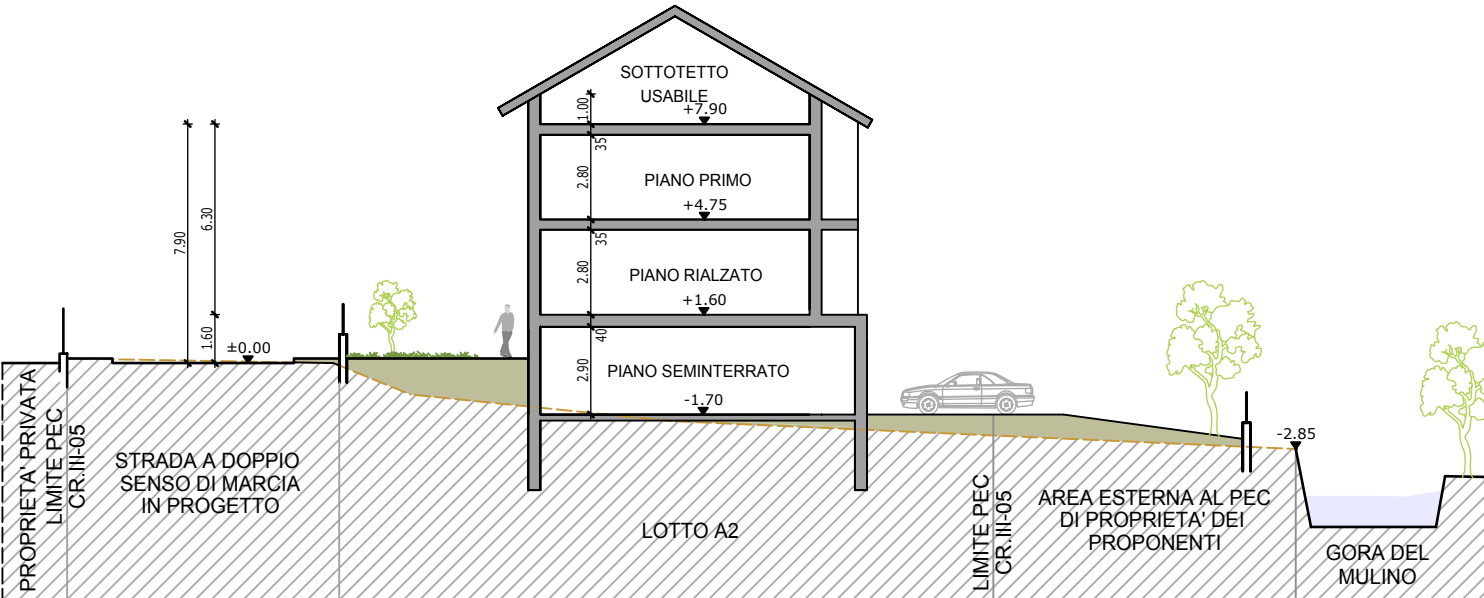 SOTTOTETTO
USABILE
+7.90
1.00
35
2.80
PIANO PRIMO
+4.75
35
2.80
PIANO RIALZATO
+1.60
40
2.90
PIANO SEMINTERRATO
-1.70
7.90
6.30
1.60
±0.00
PROPRIETA' PRIVATA
LIMITE PEC
CR.III-05
STRADA A DOPPIO
SENSO DI MARCIA
IN PROGETTO
LOTTO A2
LIMITE PEC
CR.III-05
AREA ESTERNA AL PEC
DI PROPRIETA' DEI
PROPONENTI
-2.85
GORA DEL
MULINO